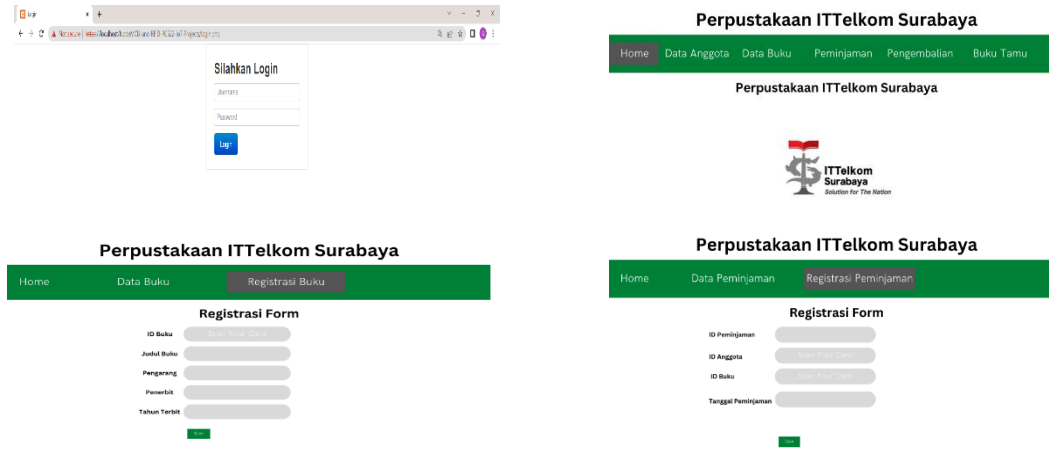 Login
Not secure
Silahkan Login
Username
Password
Login
Perpustakaan ITTelkom Surabaya
Home Data Anggota Data Buku Peminjaman Pengembalian Buku Tamu
Perpustakaan ITTelkom Surabaya
ITTelkom
Surabaya
Solution for The Nation
Perpustakaan ITTelkom Surabaya
Home Data Buku Registrasi Buku
Registrasi Form
ID Buku Scan Your Card
Judul Buku
Pengarang
Penerbit
Tahun Terbit
Perpustakaan ITTelkom Surabaya
Home Data Peminjaman Registrasi Peminjaman
Registrasi Form
ID Peminjaman
ID Anggota Scan Your Card
ID Buku Scan Your Card
Tanggal Peminjaman